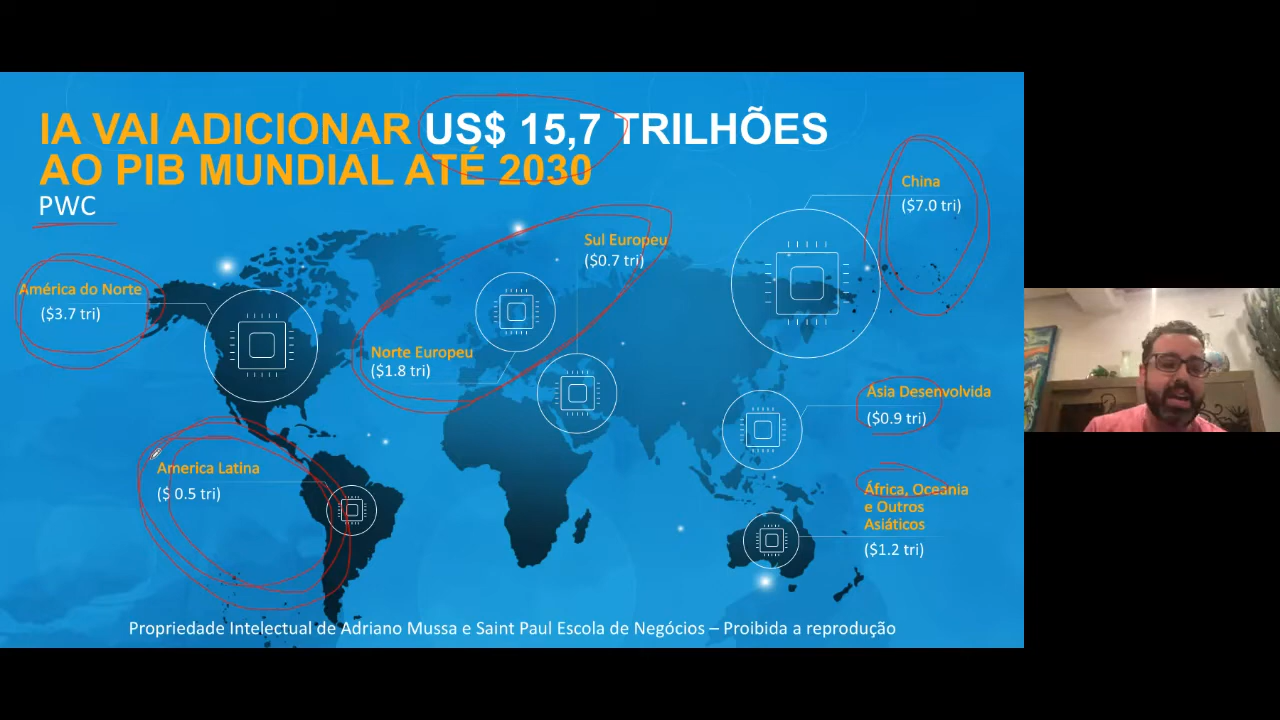 IA VAI ADICIONAR US$ 15,7 TRILHÕES
AO PIB MUNDIAL ATÉ 2030
PWC
China
($7.0 tri)
Sul Europeu
($0.7 tri)
América do Norte
($3.7 tri)
Norte Europeu
($1.8 tri)
Ásia Desenvolvida
($0.9 tri)
America Latina
($ 0.5 tri)
África, Oceania
e Outros
Asiáticos
($1.2 tri)
Propriedade Intelectual de Adriano Mussa e Saint Paul Escola de Negócios – Proibida a reprodução